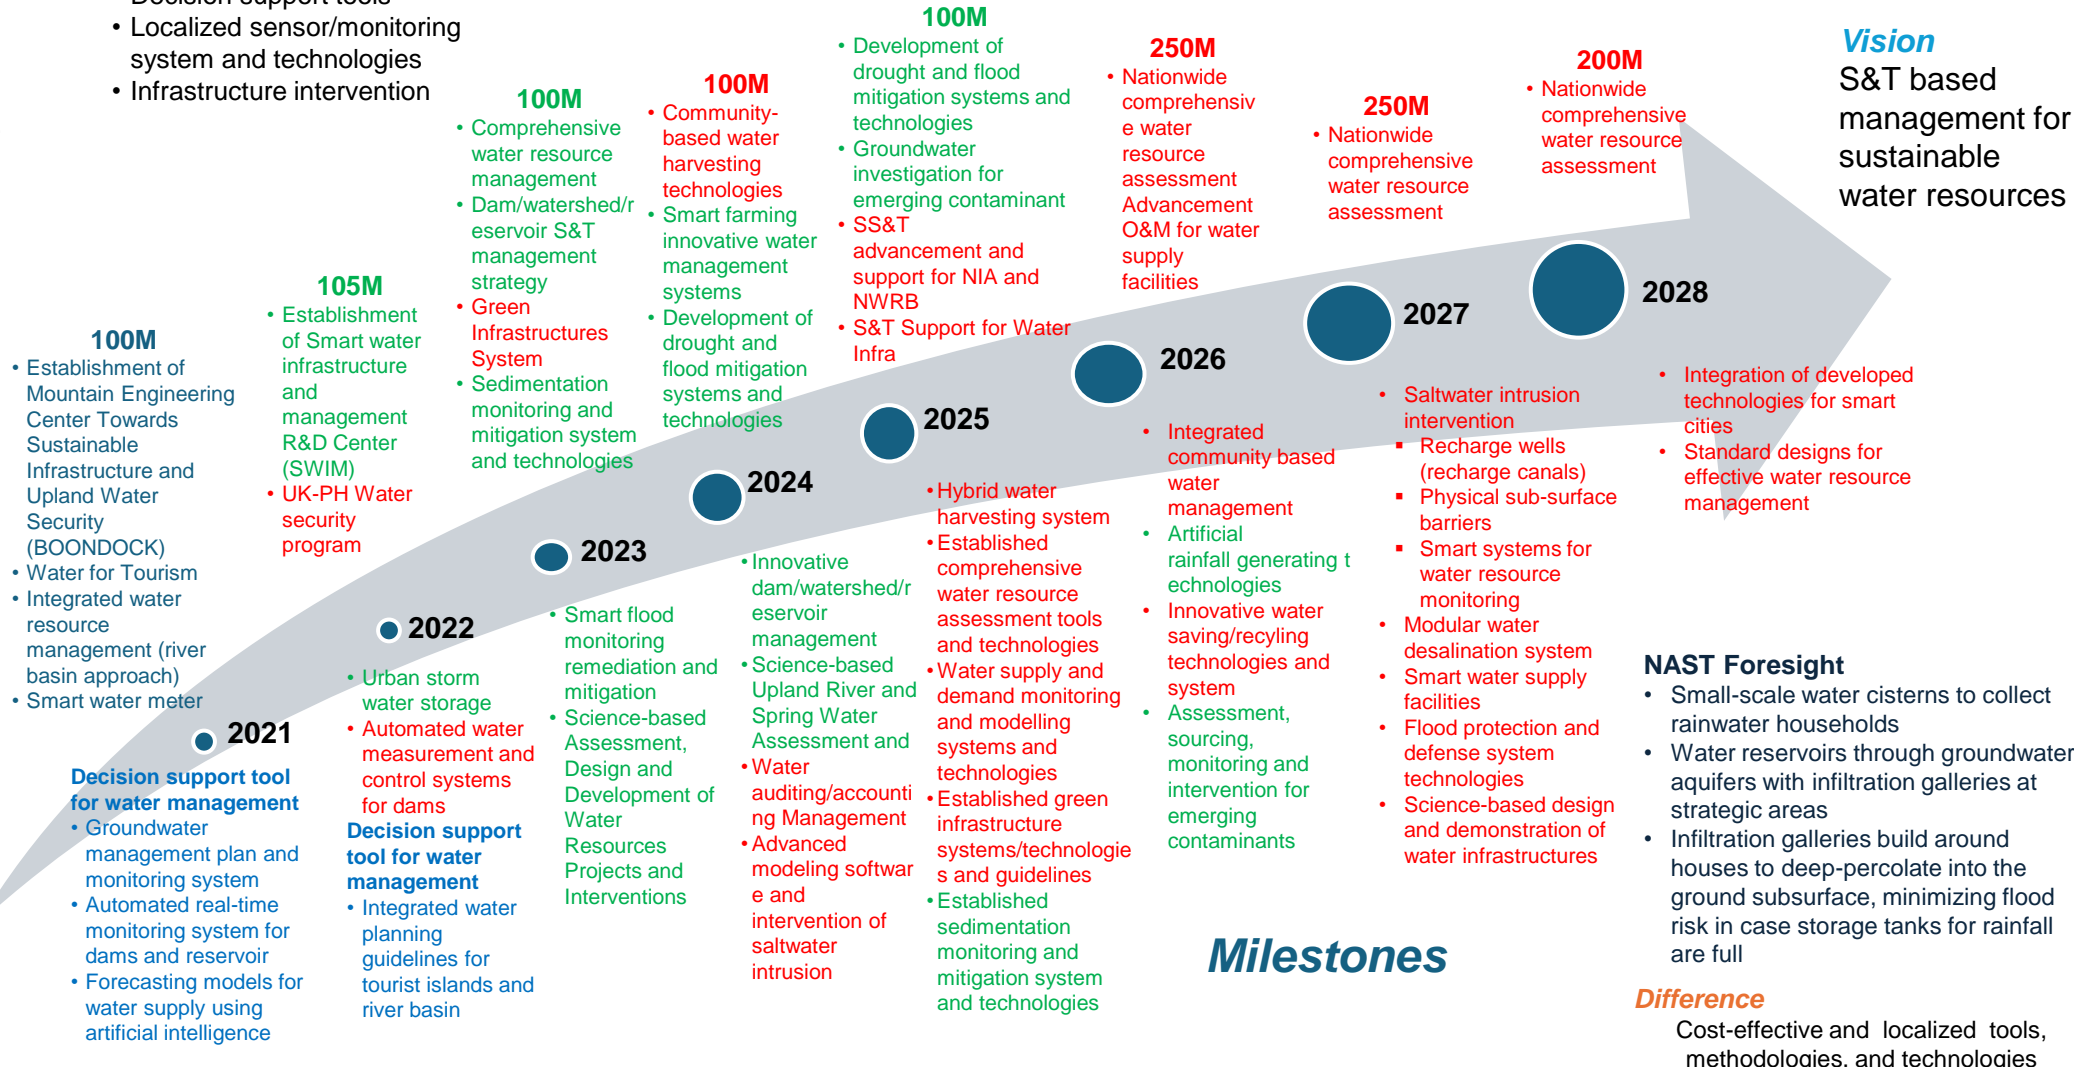 Decision support tools
• Localized sensor/monitoring
system and technologies
• Infrastructure intervention
100M
• Establishment of
Mountain Engineering
Center Towards
Sustainable
Infrastructure and
Upland Water
Security
(BOONDOCK)
• Water for Tourism
• Integrated water
resource
management (river
basin approach)
• Smart water meter
105M
• Establishment
of Smart water
infrastructure
and
management
R&D Center
(SWIM)
• UK-PH Water
security
program
100M
• Comprehensive
water resource
management
• Dam/watershed/r
eservoir S&T
management
strategy
• Green
Infrastructures
System
• Sedimentation
monitoring and
mitigation system
and technologies
100M
• Community-
based water
harvesting
technologies
• Smart farming
innovative water
management
systems
• Development of
drought and
flood mitigation
systems and
technologies
100M
• Development of
drought and flood
mitigation systems and
technologies
• Groundwater
investigation for
emerging contaminant
• SS&T
advancement and
support for NIA and
NWRB
• S&T Support for Water
Infra
250M
• Nationwide
comprehensiv
e water
resource
assessment
Advancement
O&M for water
supply
facilities
250M
• Nationwide
comprehensive
water resource
assessment
200M
• Nationwide
comprehensive
water resource
assessment
Vision
S&T based
management for
sustainable
water resources
2021
2022
2023
2024
2025
2026
2027
2028
Decision support tool
for water management
• Groundwater
management plan and
monitoring system
• Automated real-time
monitoring system for
dams and reservoir
• Forecasting models for
water supply using
artificial intelligence
• Urban storm
water storage
• Automated water
measurement and
control systems
for dams
Decision support
tool for water
management
• Integrated water
planning
guidelines for
tourist islands and
river basin
• Smart flood
monitoring
remediation and
mitigation
• Science-based
Assessment,
Design and
Development of
Water
Resources
Projects and
Interventions
• Innovative
dam/watershed/r
eservoir
management
• Science-based
Upland River and
Spring Water
Assessment and
• Water
auditing/accounti
ng Management
• Advanced
modeling softwar
e and
intervention of
saltwater
intrusion
• Hybrid water
harvesting system
• Established
comprehensive
water resource
assessment tools
and technologies
• Water supply and
demand monitoring
and modelling
systems and
technologies
• Established green
infrastructure
systems/technologie
s and guidelines
• Established
sedimentation
monitoring and
mitigation system
and technologies
• Integrated
community based
water
management
• Artificial
rainfall generating t
echnologies
• Innovative water
saving/recyling
technologies and
system
• Assessment,
sourcing,
monitoring and
intervention for
emerging
contaminants
• Saltwater intrusion
intervention
▪ Recharge wells
(recharge canals)
▪ Physical sub-surface
barriers
▪ Smart systems for
water resource
monitoring
• Modular water
desalination system
• Smart water supply
facilities
• Flood protection and
defense system
technologies
• Science-based design
and demonstration of
water infrastructures
• Integration of developed
technologies for smart
cities
• Standard designs for
effective water resource
management
Milestones
NAST Foresight
• Small-scale water cisterns to collect
rainwater households
• Water reservoirs through groundwater
aquifers with infiltration galleries at
strategic areas
• Infiltration galleries build around
houses to deep-percolate into the
ground subsurface, minimizing flood
risk in case storage tanks for rainfall
are full
Difference
Cost-effective and localized tools,
methodologies, and technologies